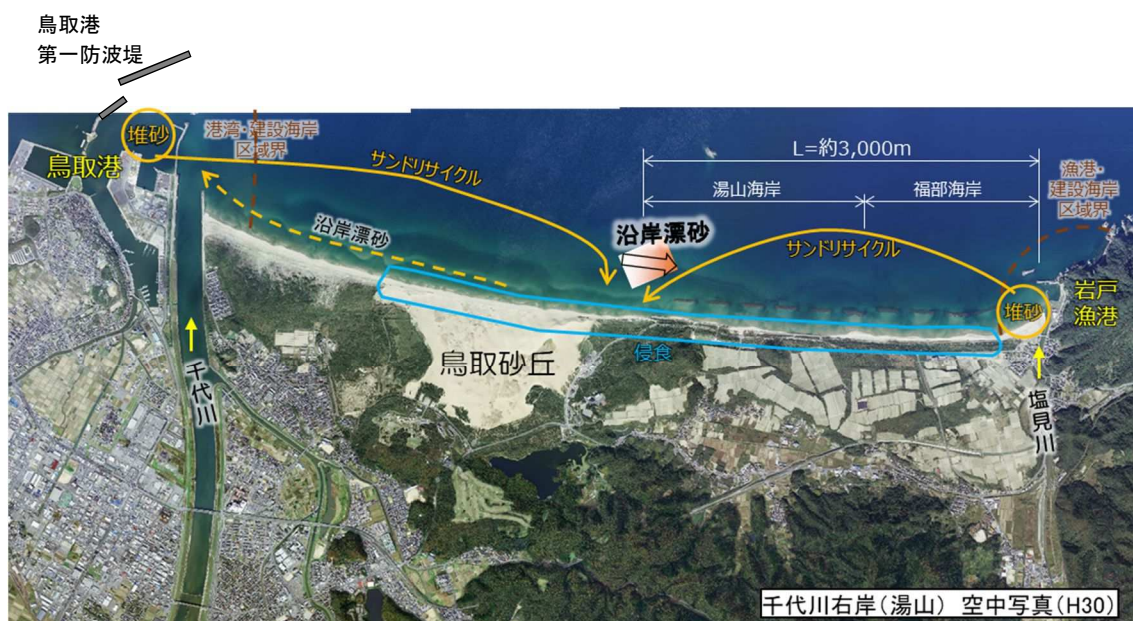 鳥取港
第一防波堤
堆砂
鳥取港
港湾・建設海岸
区域界
サンドリサイクル
沿岸漂砂
L=約3,000m
湯山海岸
福部海岸
漁港・
建設海岸
区域界
沿岸漂砂
サンドリサイクル
堆砂
岩戸
漁港
侵食
鳥取砂丘
千代川
塩見川
千代川右岸(湯山) 空中写真(H30)